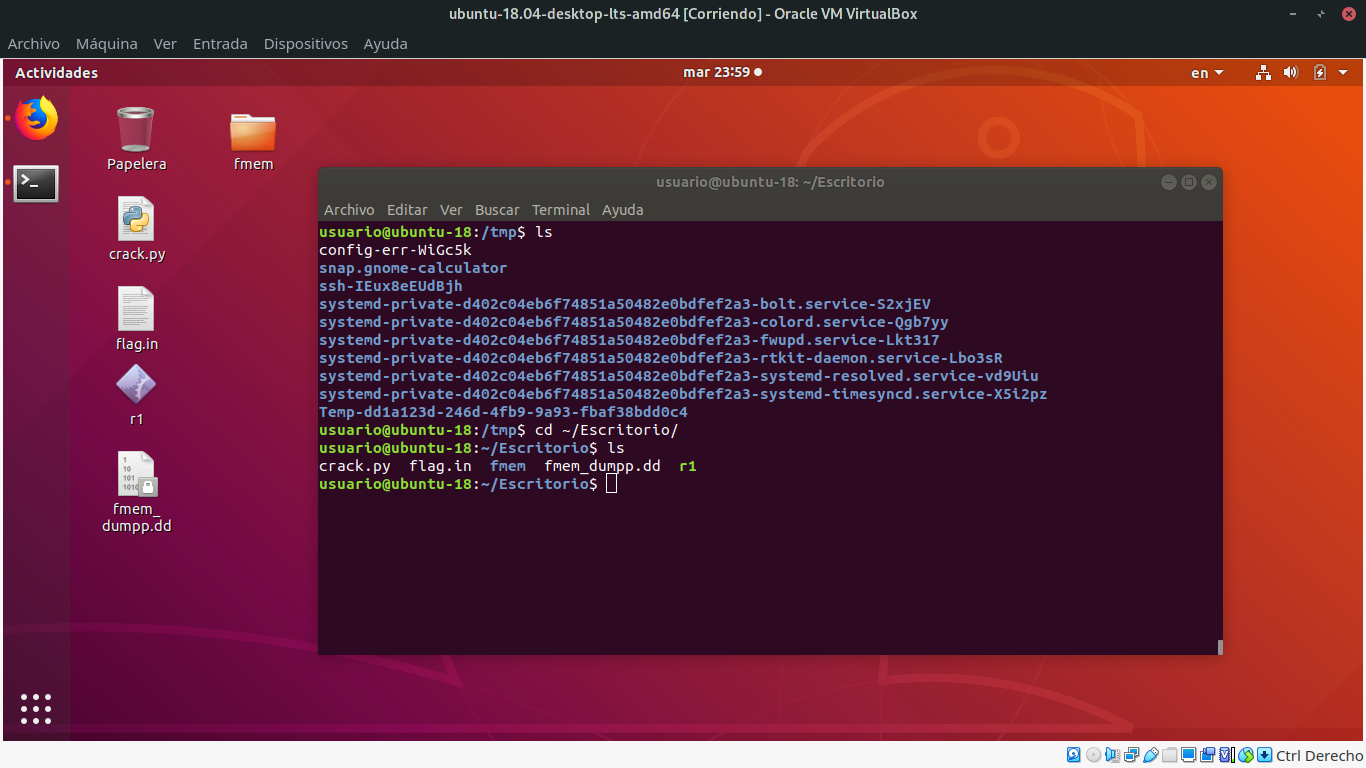 ubuntu-18.04-desktop-lts-amd64 [Corriendo] - Oracle VM VirtualBox
Archivo Máquina Ver Entrada Dispositivos Ayuda
Actividades mar 23:59 en
Papelera
fmem
crack.py
flag.in
r1
fmem_
dumpp.dd
usuario@ubuntu-18: ~/Escritorio
Archivo Editar Ver Buscar Terminal Ayuda
usuario@ubuntu-18:/tmp$ ls
config-err-WiGc5k
snap.gnome-calculator
ssh-IEux8eEUdBjh
systemd-private-d402c04eb6f74851a50482e0bdfef2a3-bolt.service-S2xjEV
systemd-private-d402c04eb6f74851a50482e0bdfef2a3-colord.service-Qgb7yy
systemd-private-d402c04eb6f74851a50482e0bdfef2a3-fwupd.service-Lkt317
systemd-private-d402c04eb6f74851a50482e0bdfef2a3-rtkit-daemon.service-Lbo3sR
systemd-private-d402c04eb6f74851a50482e0bdfef2a3-systemd-resolved.service-vd9Uiu
systemd-private-d402c04eb6f74851a50482e0bdfef2a3-systemd-timesyncd.service-X5i2pz
Temp-dd1a123d-246d-4fb9-9a93-fbaf38bdd0c4
usuario@ubuntu-18:/tmp$ cd ~/Escritorio/
usuario@ubuntu-18:~/Escritorio$ ls
crack.py flag.in fmem fmem_dumpp.dd r1
usuario@ubuntu-18:~/Escritorio$
Ctrl Derecho